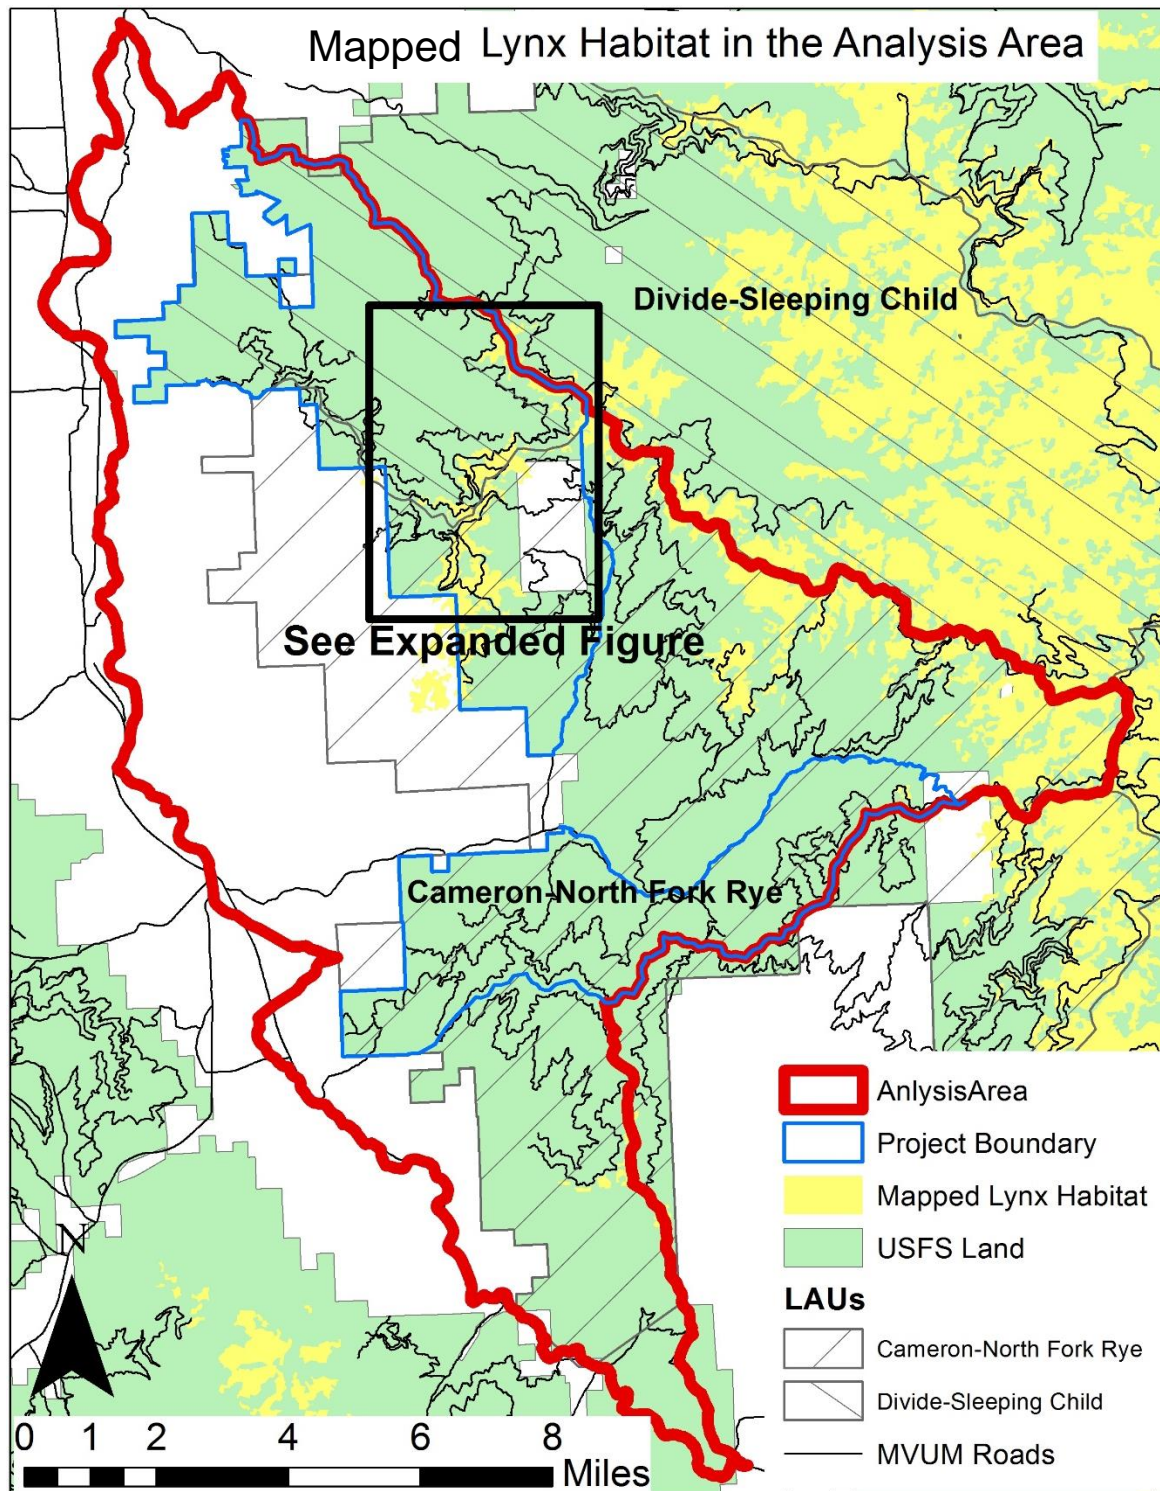 Mapped Lynx Habitat in the Analysis Area
Divide-Sleeping Child
See Expanded Figure
Cameron-North Fork Rye
AnlysisArea
Project Boundary
Mapped Lynx Habitat
USFS Land
LAUs
Cameron-North Fork Rye
Divide-Sleeping Child
MVUM Roads
N
0 1 2 4 6 8
Miles